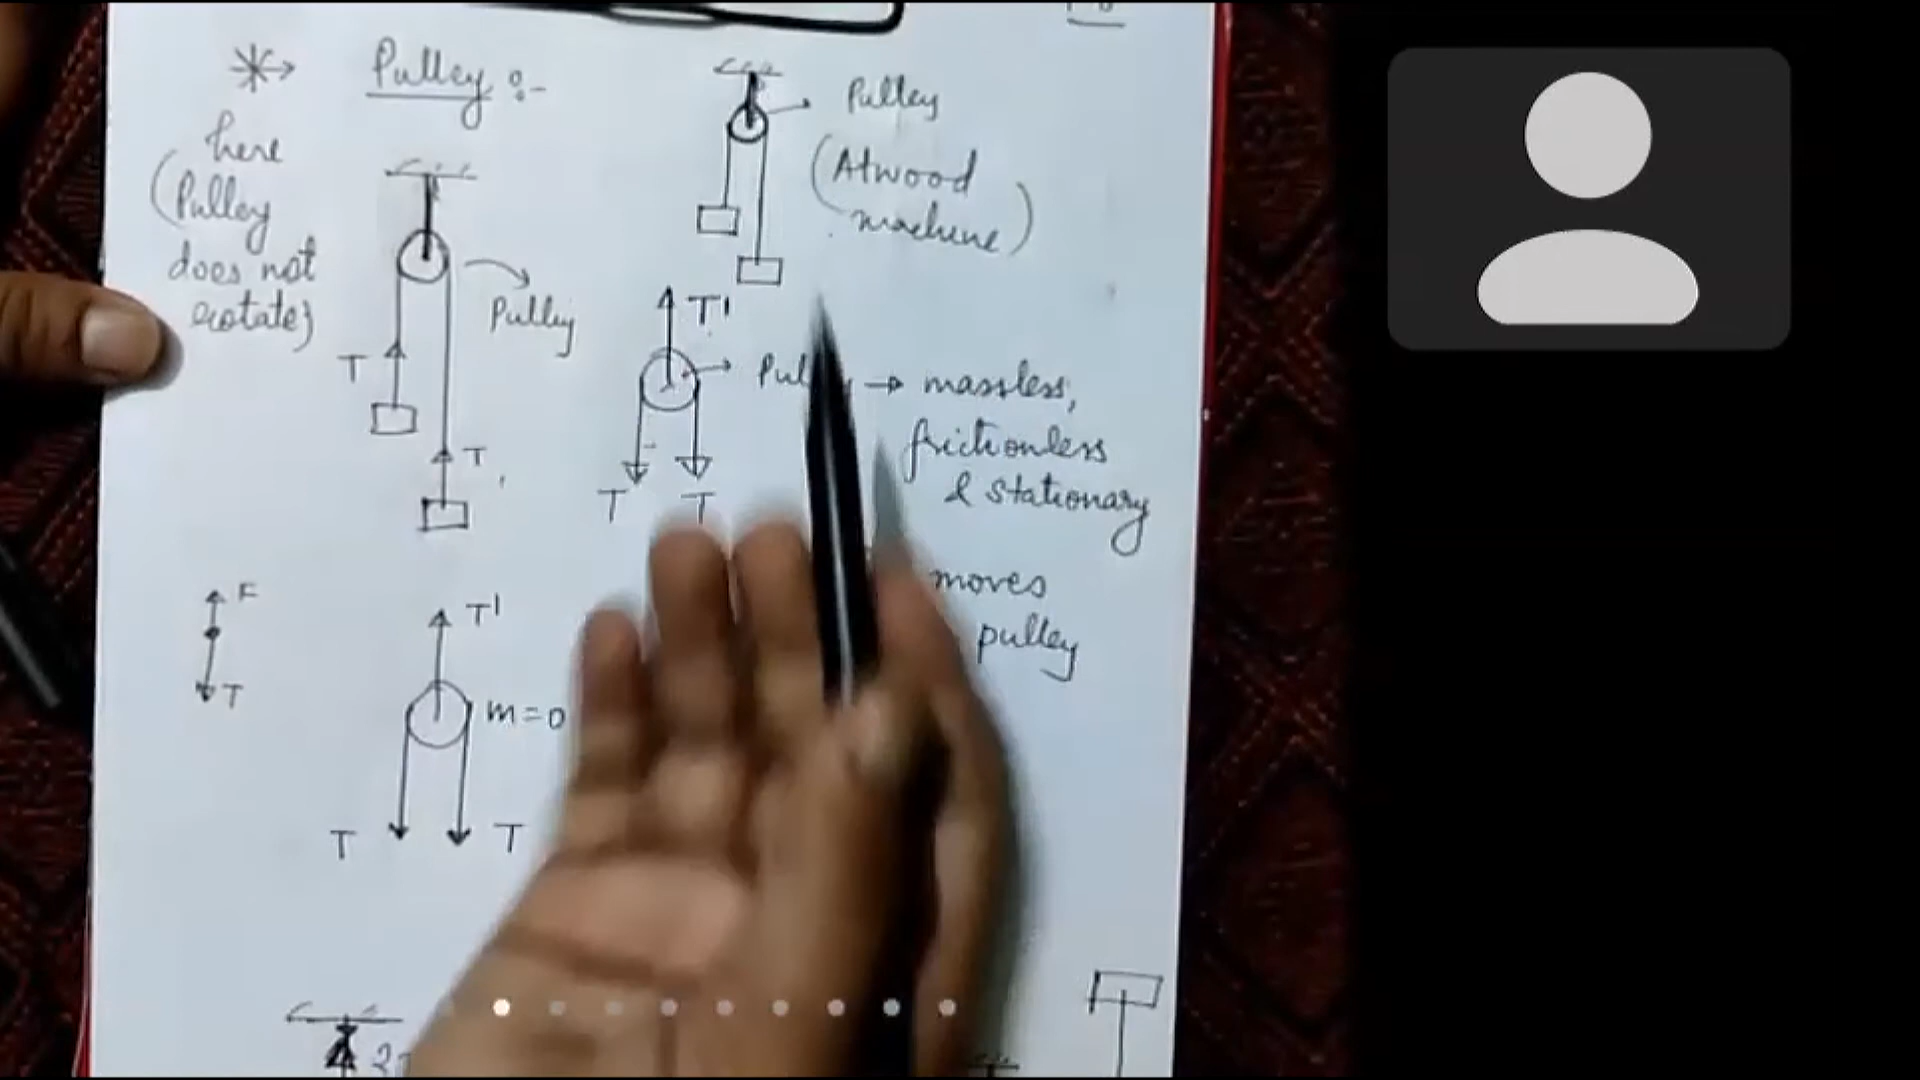 Pulley :-
here
(Pulley
does not
rotate)
Pulley
T
T
Pulley
(Atwood
machine)
T'
massless,
frictionless
& stationary
T T
moves
pulley
F
T
T'
m=0
T T